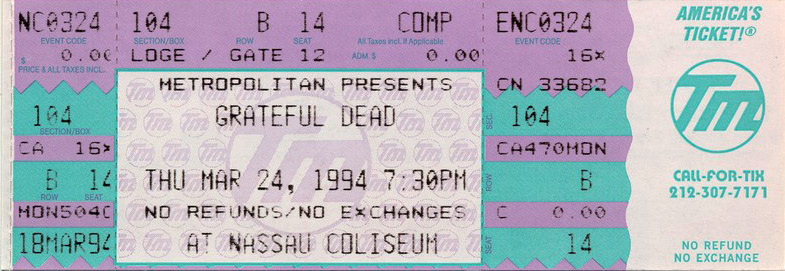 NC0324 104 B 14 COMP ENC0324
EVENT CODE SECTION/BOX ROW SEAT All Taxes Incl. If Applicable EVENT CODE
$ 0.00 LOGE / GATE 12 ADM. $ 0.00 16X
PRICE & ALL TAXES INCL.
METROPOLITAN PRESENTS CN 33682
104 GRATEFUL DEAD 104
SECTION/BOX
CA 16X CA470MON
B 14 THU MAR 24, 1994 7:30PM B
ROW SEAT
MON504C NO REFUNDS/NO EXCHANGES C 0.00
18MAR94 AT NASSAU COLISEUM 14
SEC.
ROW
SEAT
AMERICA'S
TICKET!®
Tm
CALL-FOR-TIX
212-307-7171
NO REFUND
NO EXCHANGE